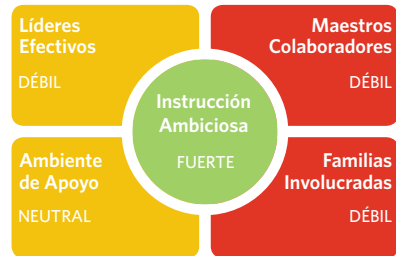 Líderes
Efectivos
DÉBIL
Maestros
Colaboradores
DÉBIL
Instrucción
Ambiciosa
FUERTE
Ambiente
de Apoyo
NEUTRAL
Familias
Involucradas
DÉBIL